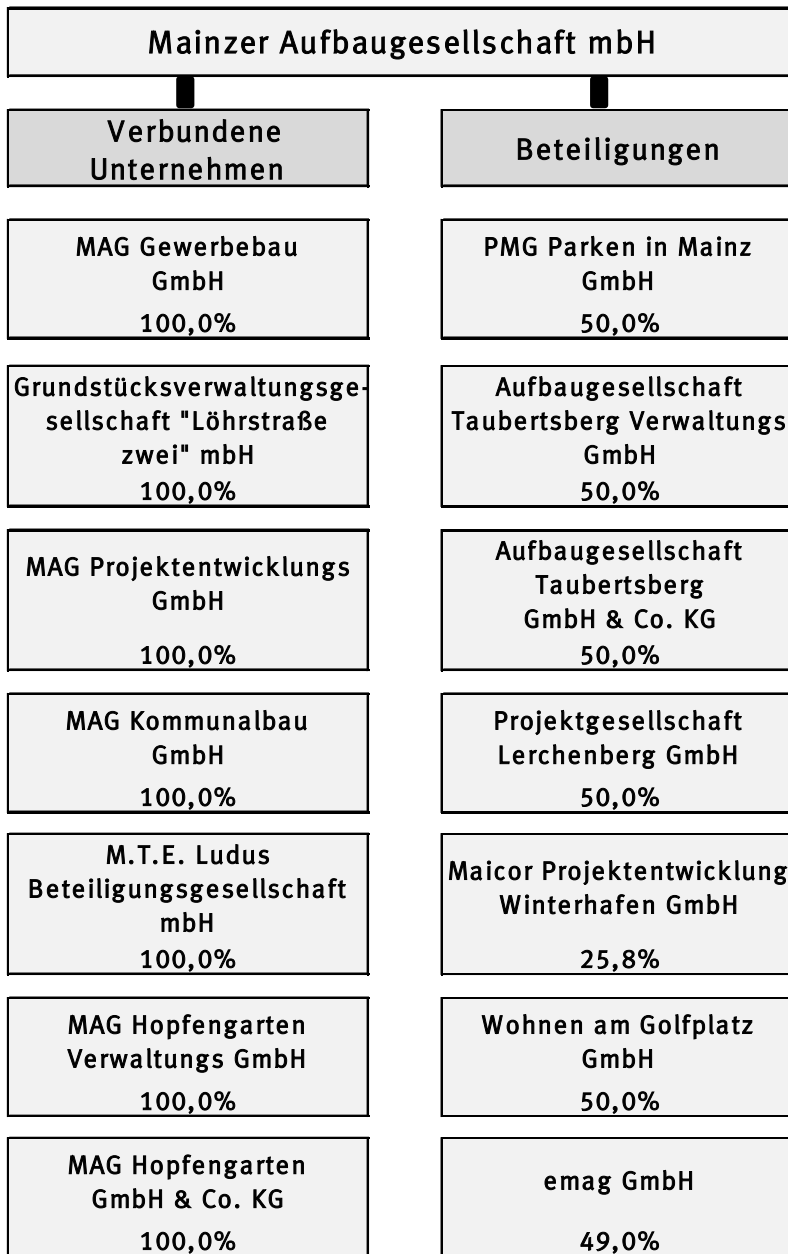 Mainzer Aufbaugesellschaft mbH
Verbundene
Unternehmen
MAG Gewerbebau
GmbH
100,0%
Grundstücksverwaltungsge-
sellschaft "Löhrstraße
zwei" mbH
100,0%
MAG Projektentwicklungs
GmbH
100,0%
MAG Kommunalbau
GmbH
100,0%
M.T.E. Ludus
Beteiligungsgesellschaft
mbH
100,0%
MAG Hopfengarten
Verwaltungs GmbH
100,0%
MAG Hopfengarten
GmbH & Co. KG
100,0%
Beteiligungen
PMG Parken in Mainz
GmbH
50,0%
Aufbaugesellschaft
Taubertsberg Verwaltungs
GmbH
50,0%
Aufbaugesellschaft
Taubertsberg
GmbH & Co. KG
50,0%
Projektgesellschaft
Lerchenberg GmbH
50,0%
Maicor Projektentwicklung
Winterhafen GmbH
25,8%
Wohnen am Golfplatz
GmbH
50,0%
emag GmbH
49,0%